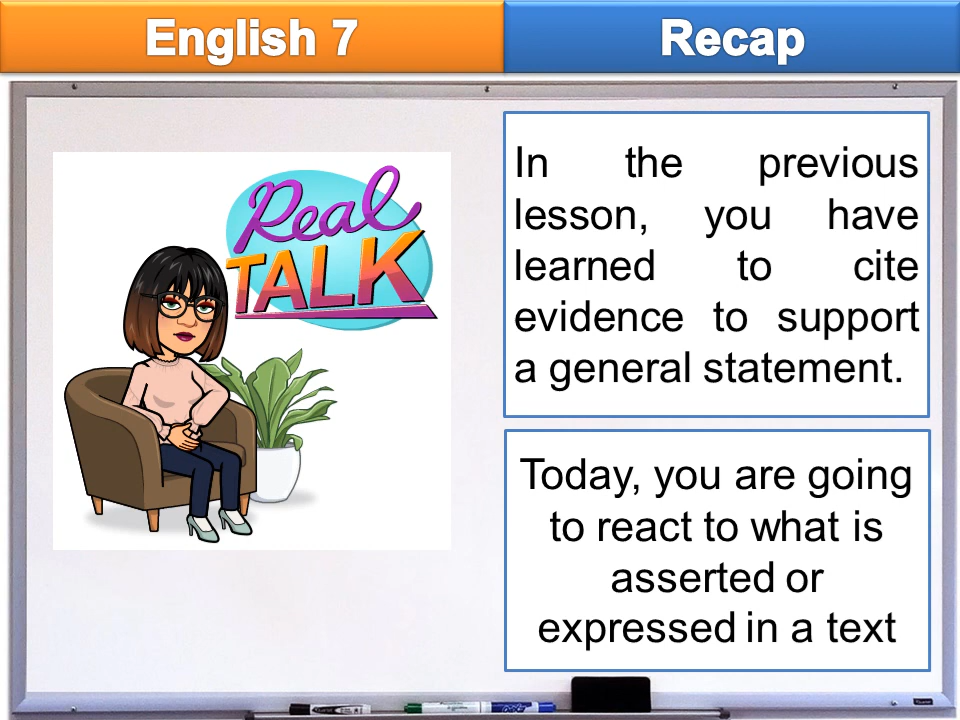 English 7
Recap
Real
TALK
In the previous
lesson, you have
learned to cite
evidence to support
a general statement.
Today, you are going
to react to what is
asserted or
expressed in a text